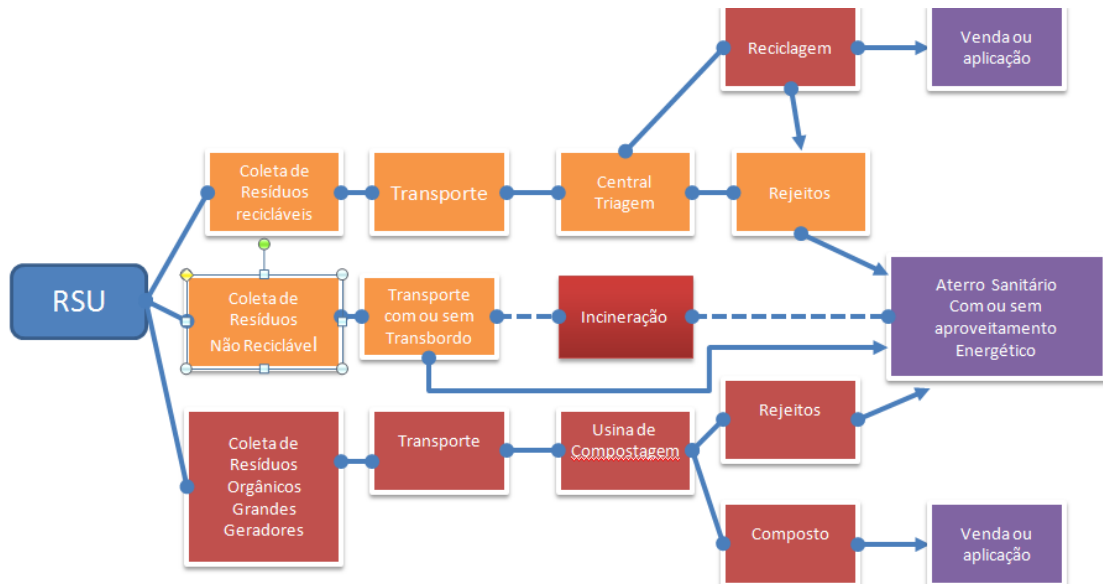 Reciclagem
Venda ou
aplicação
Coleta de
Resíduos
recicláveis
Transporte
Central
Triagem
Rejeitos
RSU
Coleta de
Resíduos
Não Reciclável
Transporte
com ou sem
Transbordo
Incineração
Aterro Sanitário
Com ou sem
aproveitamento
Energético
Coleta de
Resíduos
Orgânicos
Grandes
Geradores
Transporte
Usina de
Compostagem
Rejeitos
Composto
Venda ou
aplicação